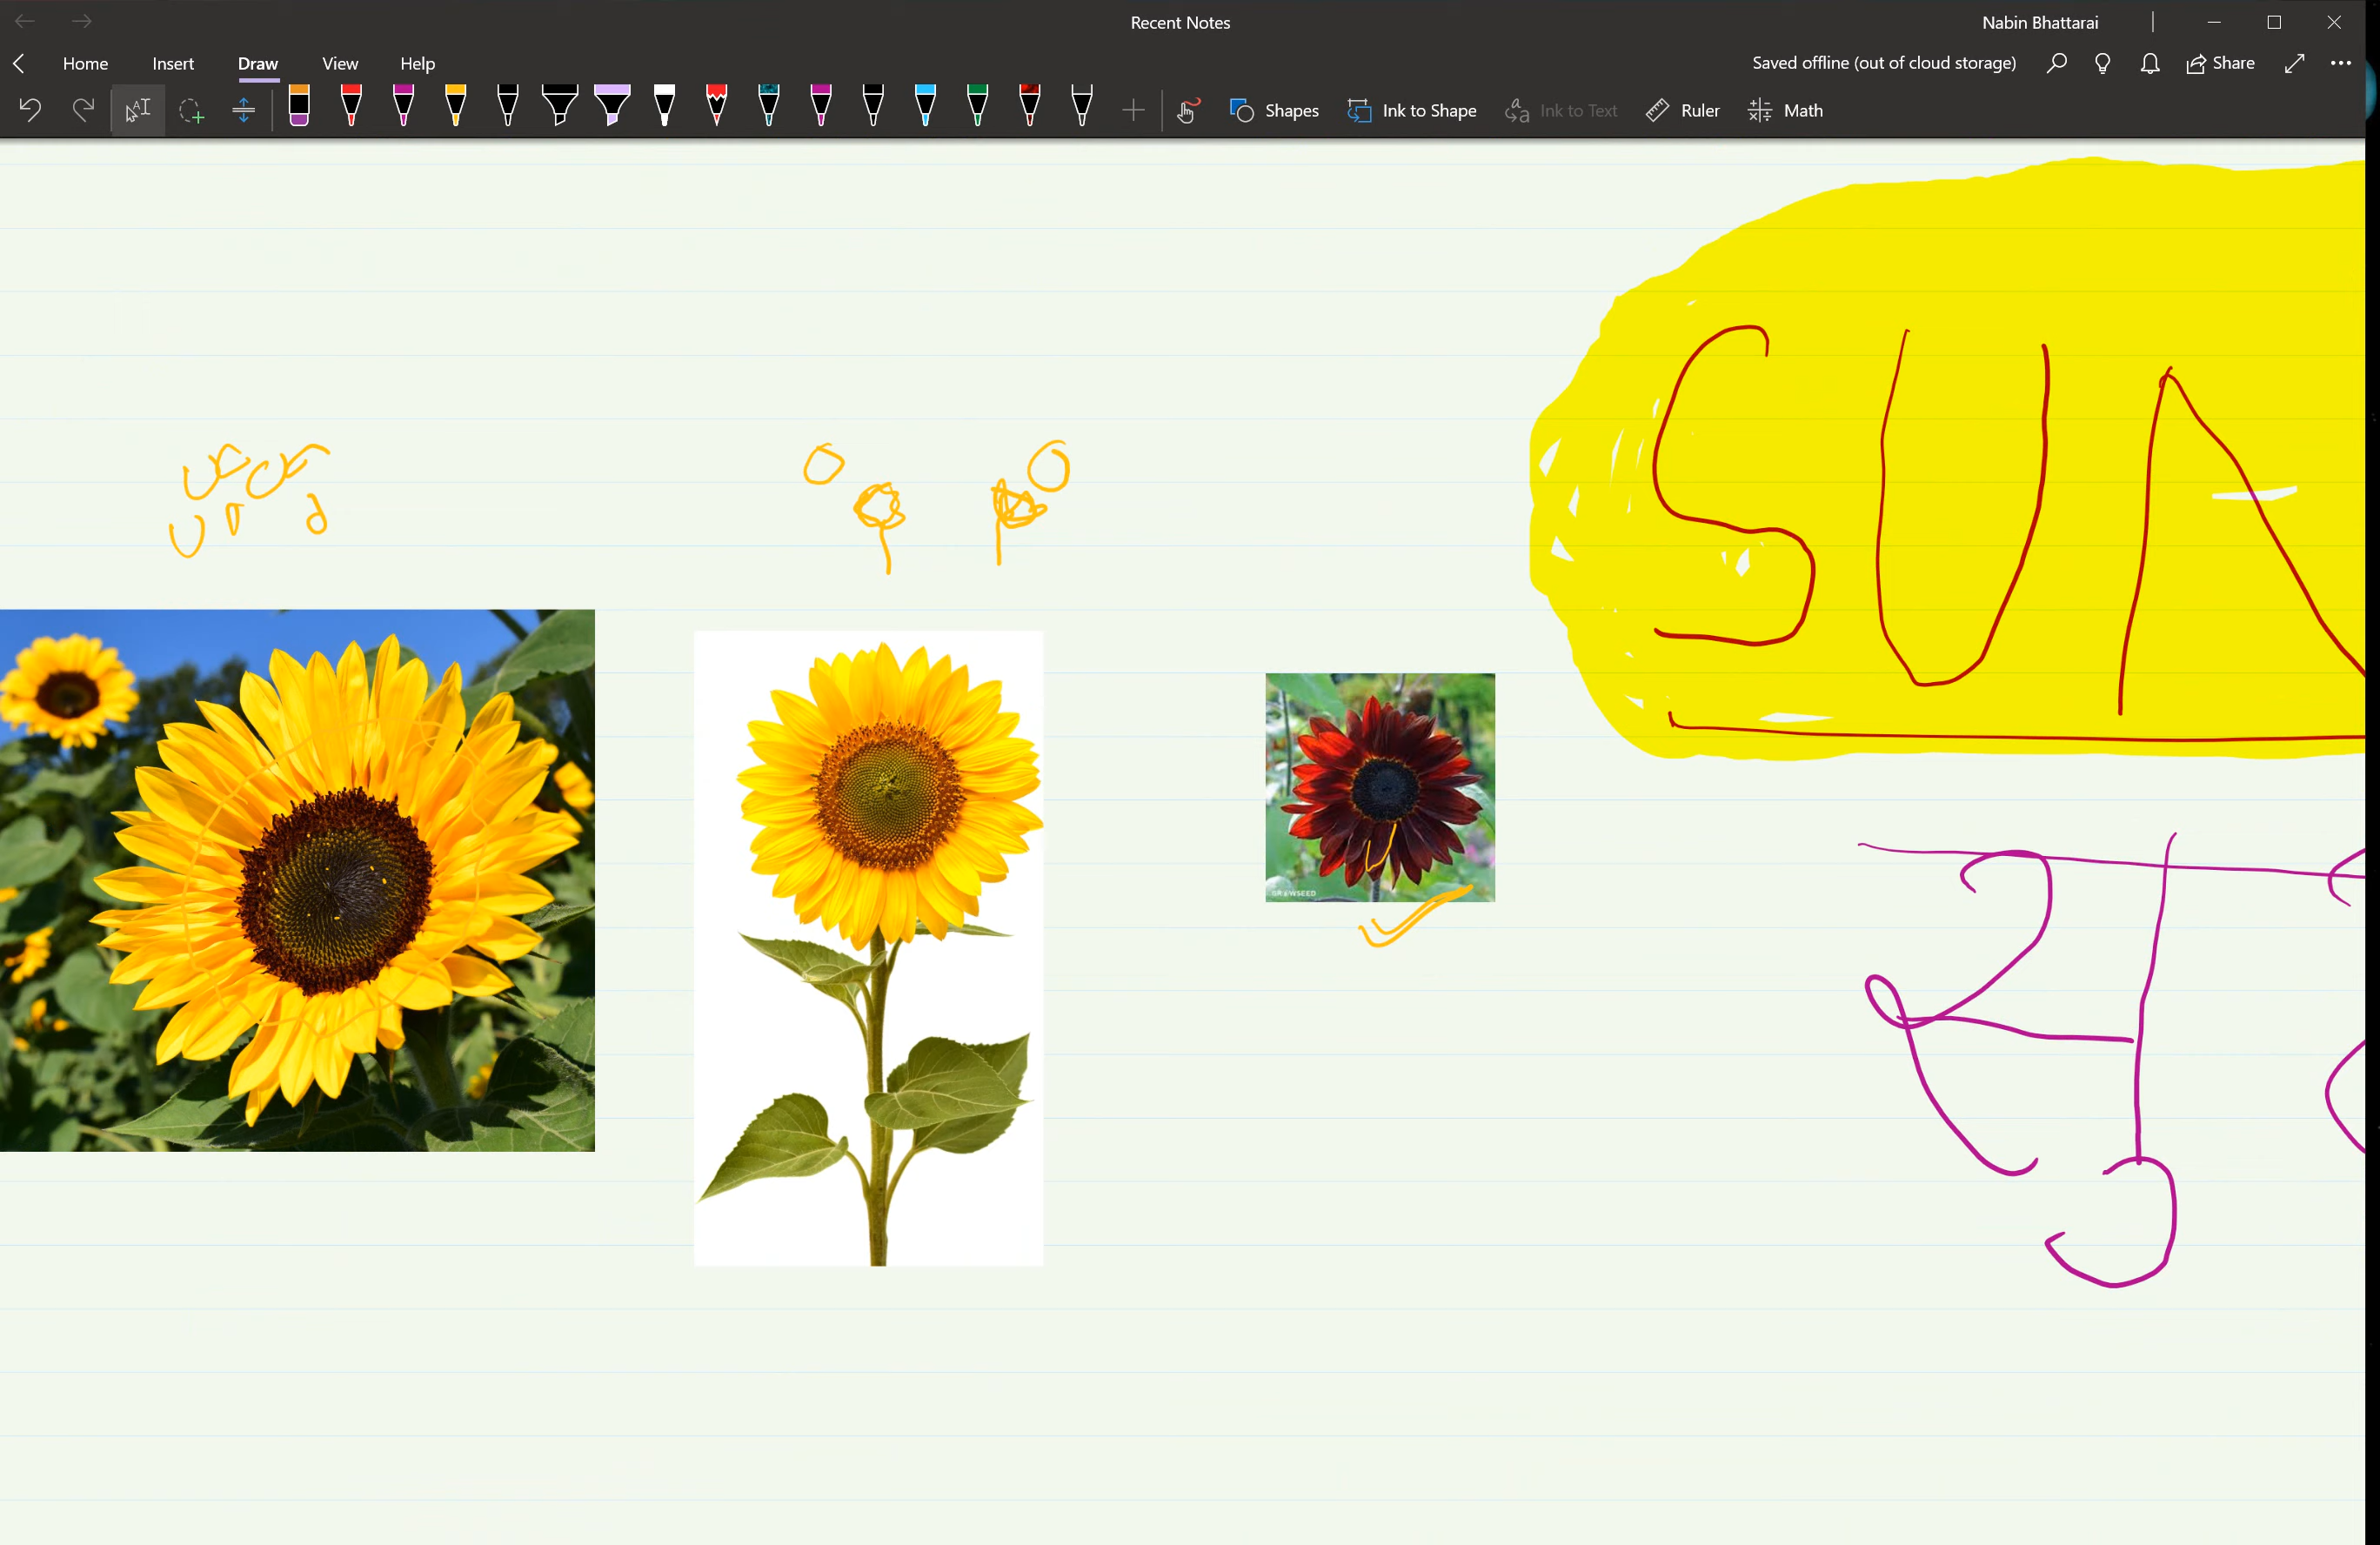 Recent Notes
Nabin Bhattarai
Home Insert Draw View Help
Saved offline (out of cloud storage)
Share
Shapes Ink to Shape Ink to Text Ruler Math
SUN
सु
GROWSEED